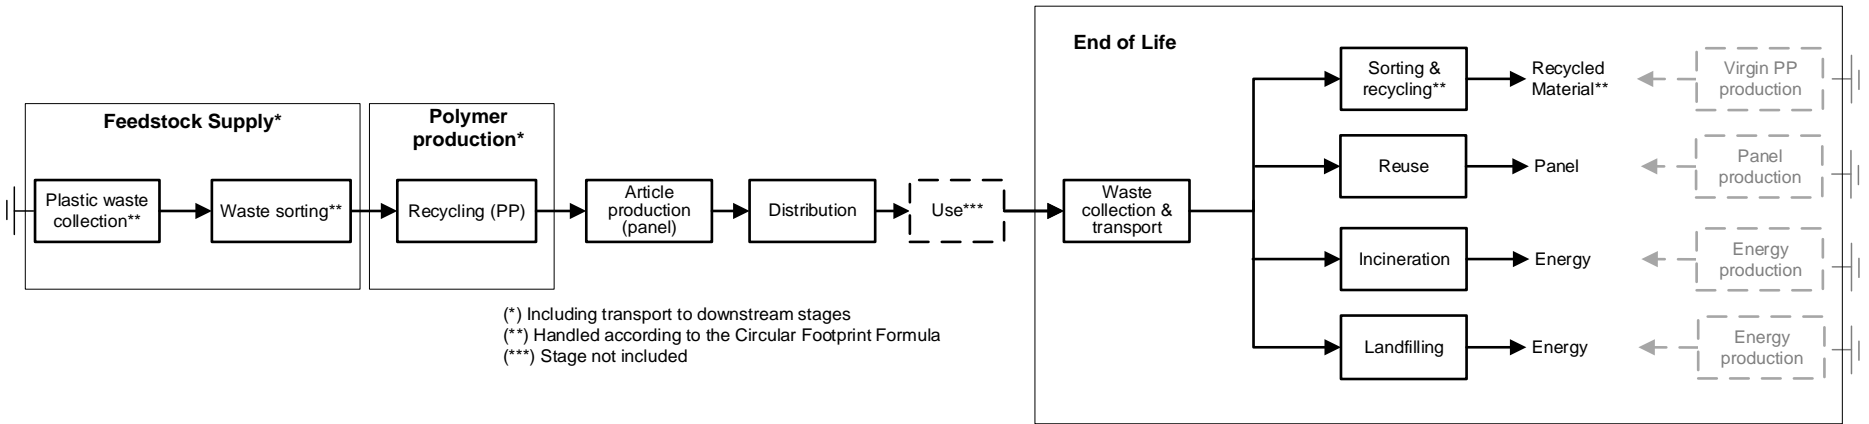 End of Life
Feedstock Supply*
Polymer
production*
Plastic waste
collection**
Waste sorting**
Recycling (PP)
Article
production
(panel)
Distribution
Use***
Waste
collection &
transport
Sorting &
recycling**
Recycled
Material**
Virgin PP
production
Reuse
Panel
Panel
production
Incineration
Energy
Energy
production
Landfilling
Energy
Energy
production
(*) Including transport to downstream stages
(**) Handled according to the Circular Footprint Formula
(***) Stage not included